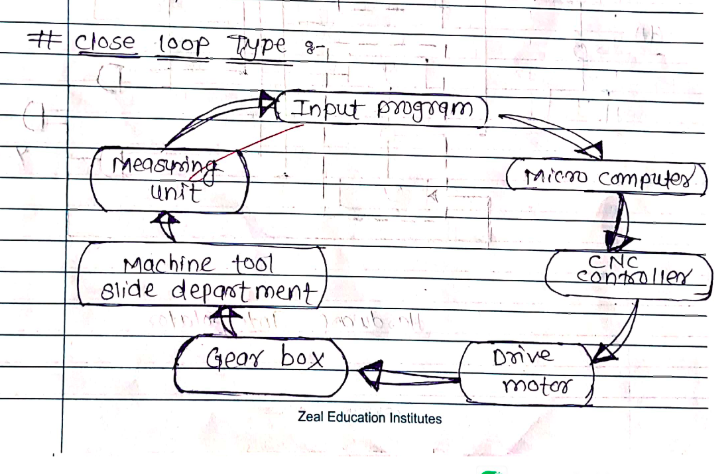 # close loop Type :-
Input program
Measuring
unit
Micro computer
Machine tool
slide department
CNC
controller
Gear box
Drive
motor
Zeal Education Institutes